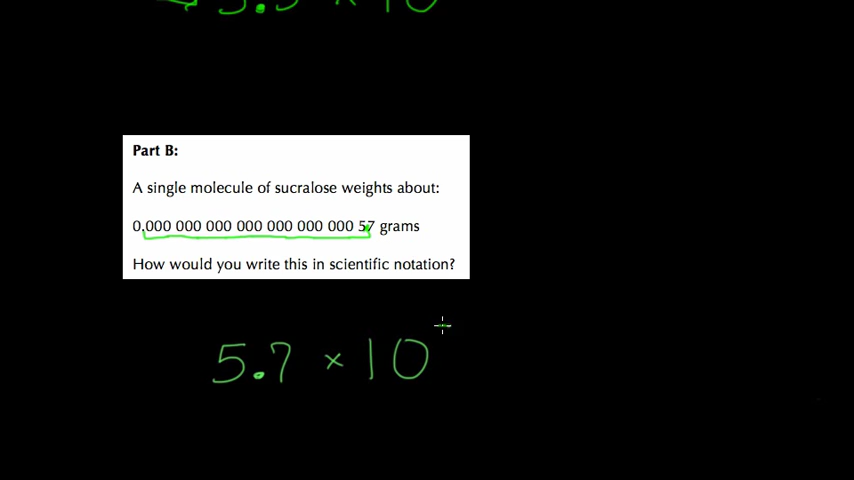 Part B:
A single molecule of sucralose weights about:
0.000 000 000 000 000 000 000 57 grams
How would you write this in scientific notation?
5.7 × 10